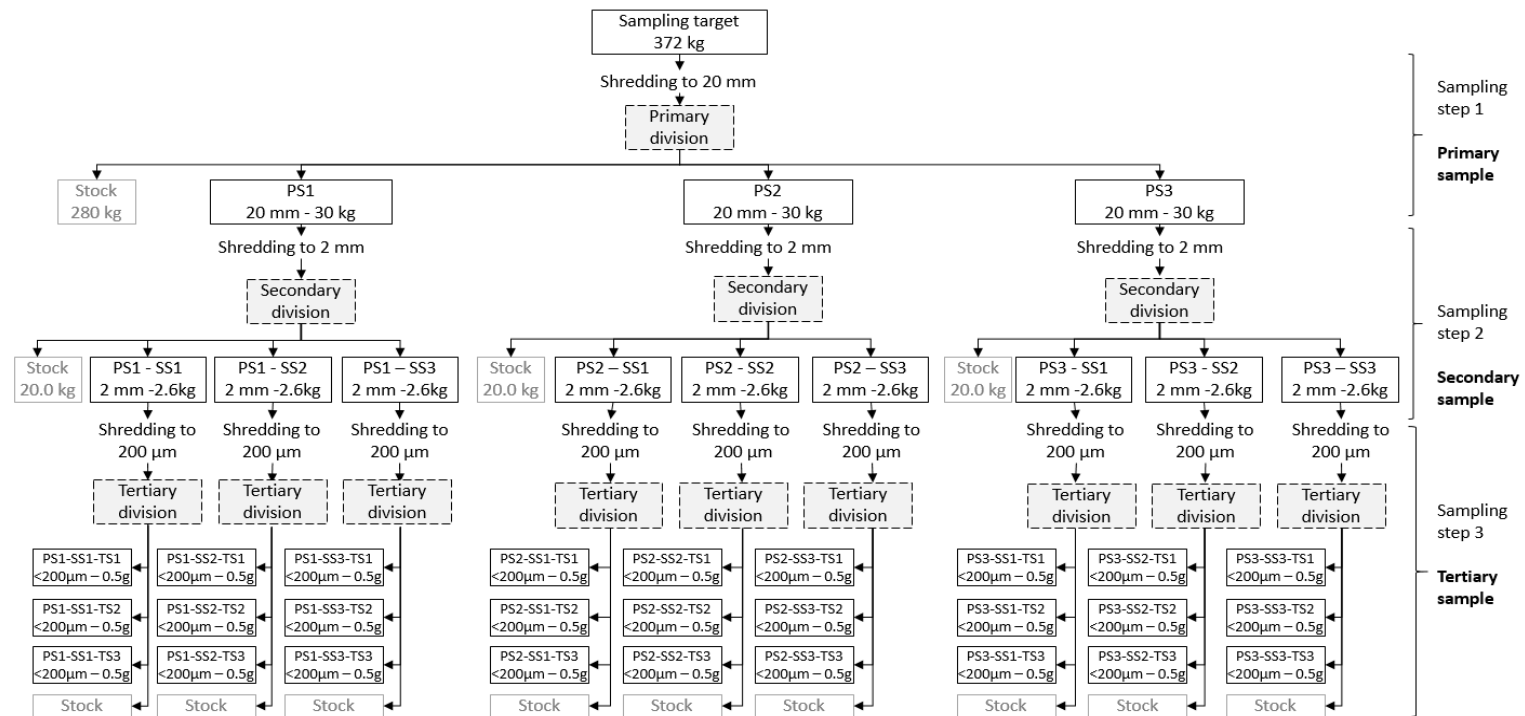 Sampling target
372 kg
Shredding to 20 mm
Primary
division
Sampling
step 1
Primary
sample
Stock
280 kg
PS1
20 mm - 30 kg
PS2
20 mm - 30 kg
PS3
20 mm - 30 kg
Shredding to 2 mm
Shredding to 2 mm
Shredding to 2 mm
Secondary
division
Secondary
division
Secondary
division
Sampling
step 2
Secondary
sample
Stock
20.0 kg
PS1 - SS1
2 mm -2.6kg
PS1 - SS2
2 mm -2.6kg
PS1 – SS3
2 mm -2.6kg
Stock
20.0 kg
PS2 – SS1
2 mm -2.6kg
PS2 - SS2
2 mm -2.6kg
PS2 – SS3
2 mm -2.6kg
Stock
20.0 kg
PS3 - SS1
2 mm -2.6kg
PS3 - SS2
2 mm -2.6kg
PS3 – SS3
2 mm -2.6kg
Shredding to
200 µm
Shredding to
200 µm
Shredding to
200 µm
Shredding to
200 µm
Shredding to
200 µm
Shredding to
200 µm
Shredding to
200 µm
Shredding to
200 µm
Shredding to
200 µm
Tertiary
division
Tertiary
division
Tertiary
division
Tertiary
division
Tertiary
division
Tertiary
division
Tertiary
division
Tertiary
division
Tertiary
division
Sampling
step 3
Tertiary
sample
PS1-SS1-TS1
<200µm – 0.5g
PS1-SS2-TS1
<200µm – 0.5g
PS1-SS3-TS1
<200µm – 0.5g
PS2-SS1-TS1
<200µm – 0.5g
PS2-SS2-TS1
<200µm – 0.5g
PS2-SS3-TS1
<200µm – 0.5g
PS3-SS1-TS1
<200µm – 0.5g
PS3-SS2-TS1
<200µm – 0.5g
PS3-SS3-TS1
<200µm – 0.5g
PS1-SS1-TS2
<200µm – 0.5g
PS1-SS2-TS2
<200µm – 0.5g
PS1-SS3-TS2
<200µm – 0.5g
PS2-SS1-TS2
<200µm – 0.5g
PS2-SS2-TS2
<200µm – 0.5g
PS2-SS3-TS2
<200µm – 0.5g
PS3-SS1-TS2
<200µm – 0.5g
PS3-SS2-TS2
<200µm – 0.5g
PS3-SS3-TS2
<200µm – 0.5g
PS1-SS1-TS3
<200µm – 0.5g
PS1-SS2-TS3
<200µm – 0.5g
PS1-SS3-TS3
<200µm – 0.5g
PS2-SS1-TS3
<200µm – 0.5g
PS2-SS2-TS3
<200µm – 0.5g
PS2-SS3-TS3
<200µm – 0.5g
PS3-SS1-TS3
<200µm – 0.5g
PS3-SS2-TS3
<200µm – 0.5g
PS3-SS3-TS3
<200µm – 0.5g
Stock
Stock
Stock
Stock
Stock
Stock
Stock
Stock
Stock